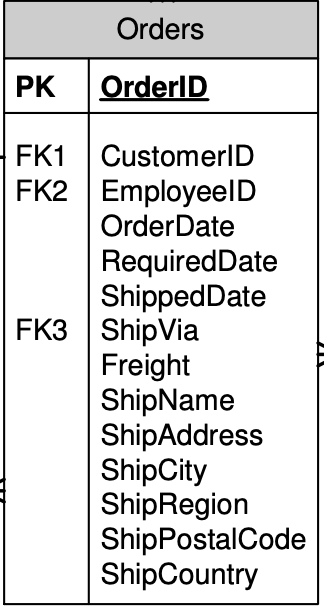 Orders
PK OrderID
FK1 CustomerID
FK2 EmployeeID
OrderDate
RequiredDate
ShippedDate
FK3 ShipVia
Freight
ShipName
ShipAddress
ShipCity
ShipRegion
ShipPostalCode
ShipCountry